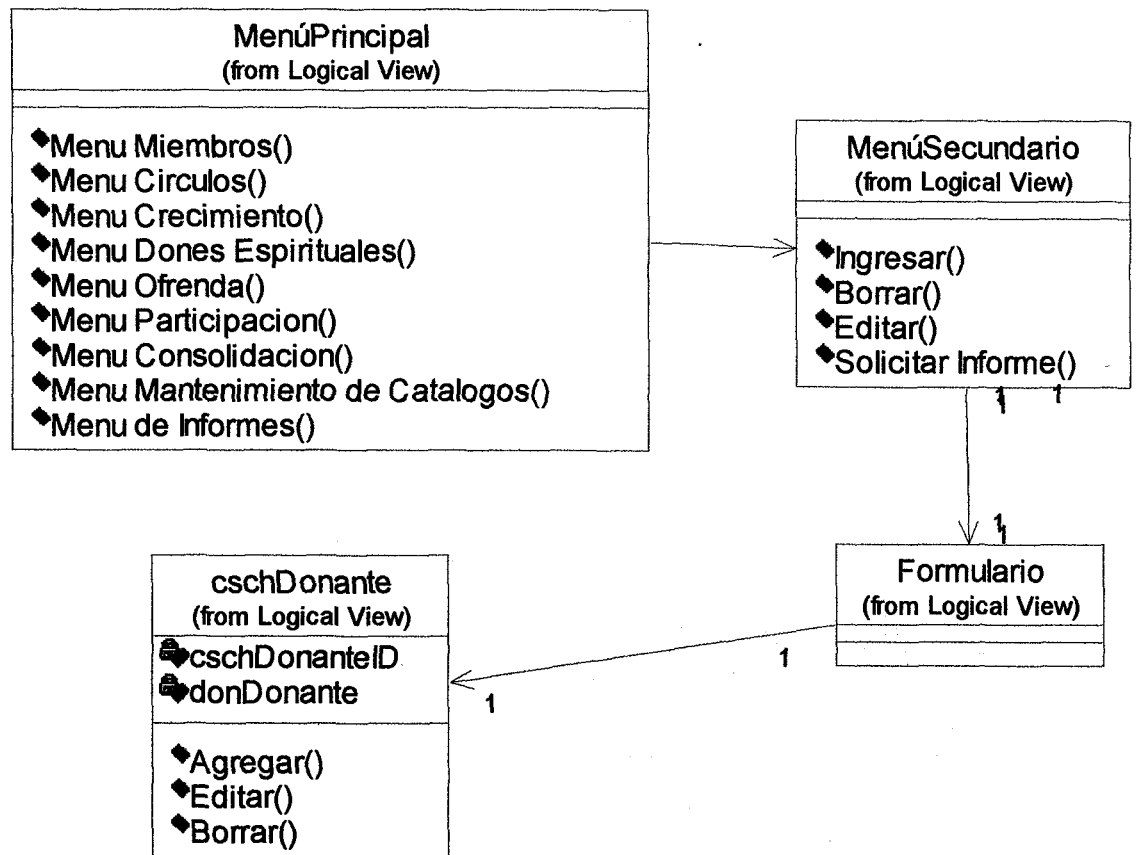 MenúPrincipal
(from Logical View)
Menu Miembros()
Menu Circulos()
Menu Crecimiento()
Menu Dones Espirituales()
Menu Ofrenda()
Menu Participacion()
Menu Consolidacion()
Menu Mantenimiento de Catalogos()
Menu de Informes()
MenúSecundario
(from Logical View)
Ingresar()
Borrar()
Editar()
Solicitar Informe()
1 1
1
Formulario
(from Logical View)
1
1
cschDonante
(from Logical View)
cschDonanteID
donDonante
Agregar()
Editar()
Borrar()